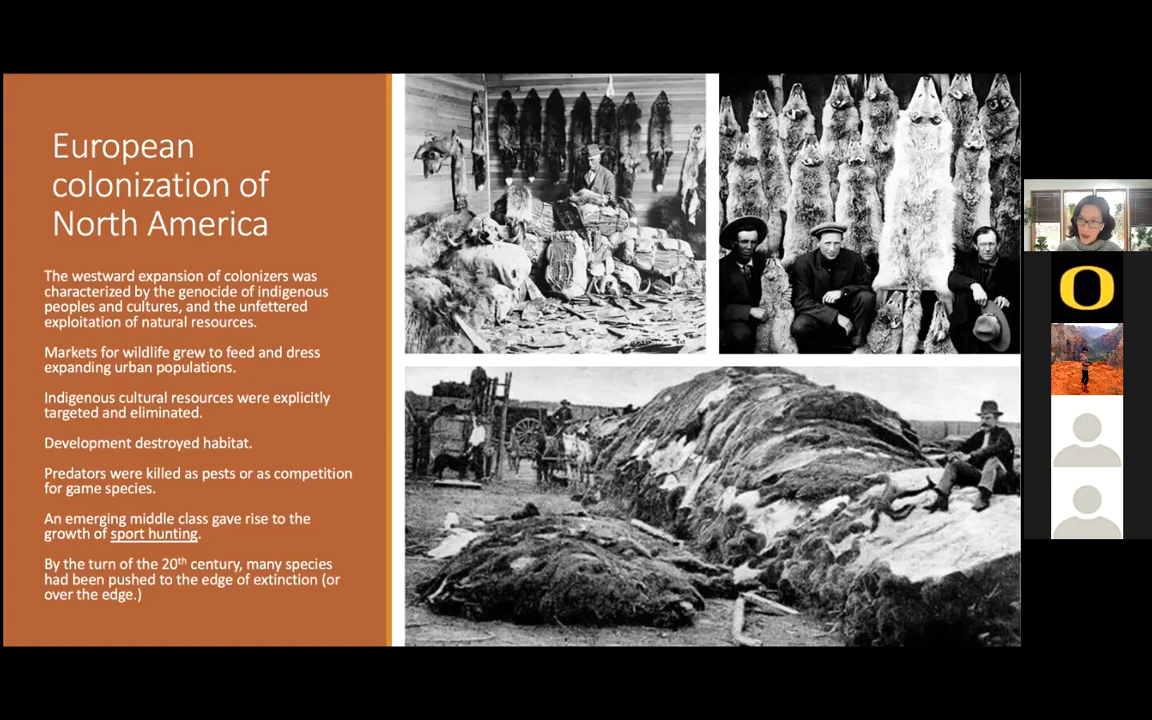 European
colonization of
North America
The westward expansion of colonizers was
characterized by the genocide of indigenous
peoples and cultures, and the unfettered
exploitation of natural resources.
Markets for wildlife grew to feed and dress
expanding urban populations.
Indigenous cultural resources were explicitly
targeted and eliminated.
Development destroyed habitat.
Predators were killed as pests or as competition
for game species.
An emerging middle class gave rise to the
growth of sport hunting.
By the turn of the 20th century, many species
had been pushed to the edge of extinction (or
over the edge.)
O